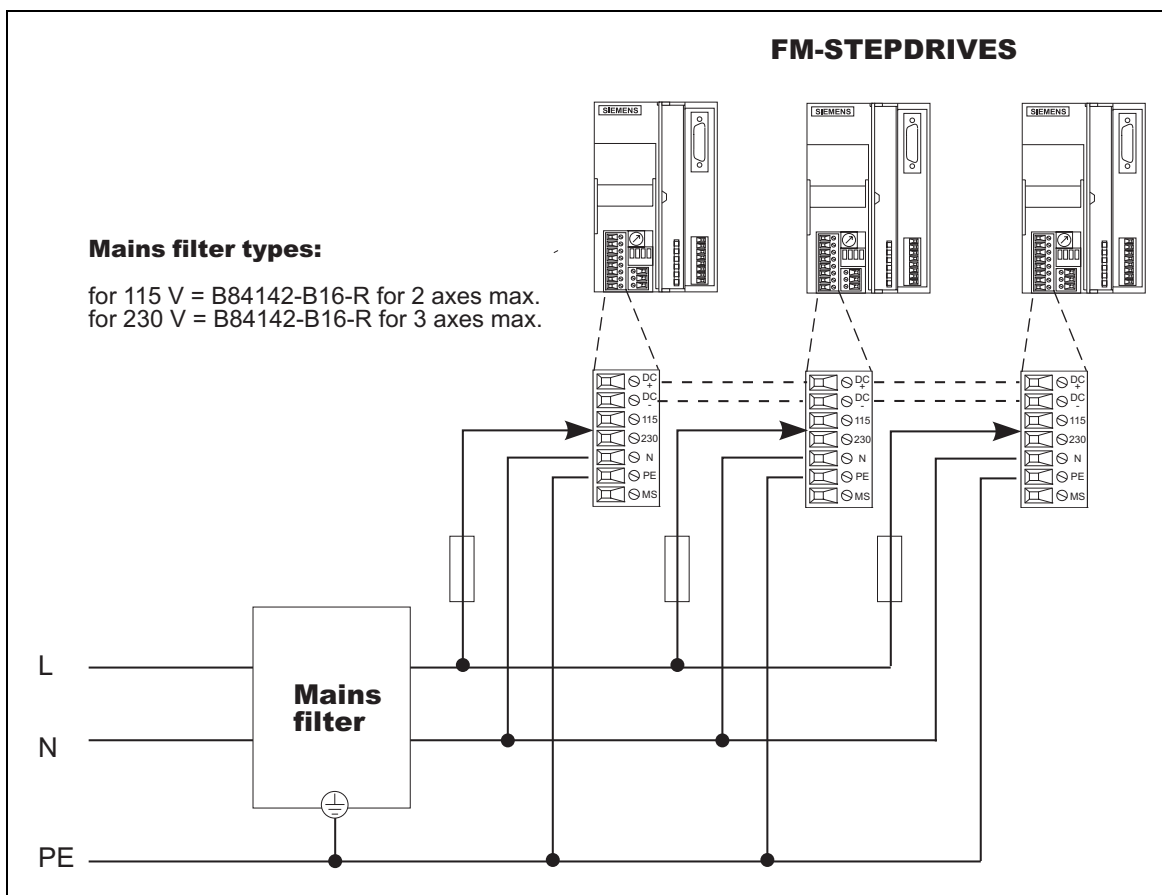 FM-STEPDRIVES
SIEMENS
SIEMENS
SIEMENS
Mains filter types:
for 115 V = B84142-B16-R for 2 axes max.
for 230 V = B84142-B16-R for 3 axes max.
DC
+
DC
-
115
230
N
PE
MS
DC
+
DC
-
115
230
N
PE
MS
DC
+
DC
-
115
230
N
PE
MS
L
N
PE
Mains
filter